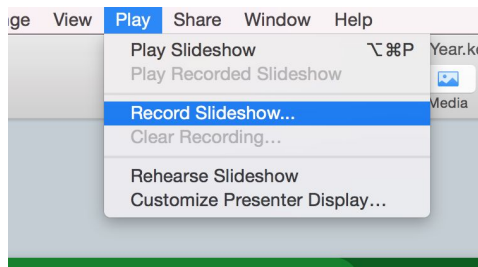 ge View Play Share Window Help
Play Slideshow ⌥⌘P
Play Recorded Slideshow
Record Slideshow...
Clear Recording...
Rehearse Slideshow
Customize Presenter Display...
Year.k
Media